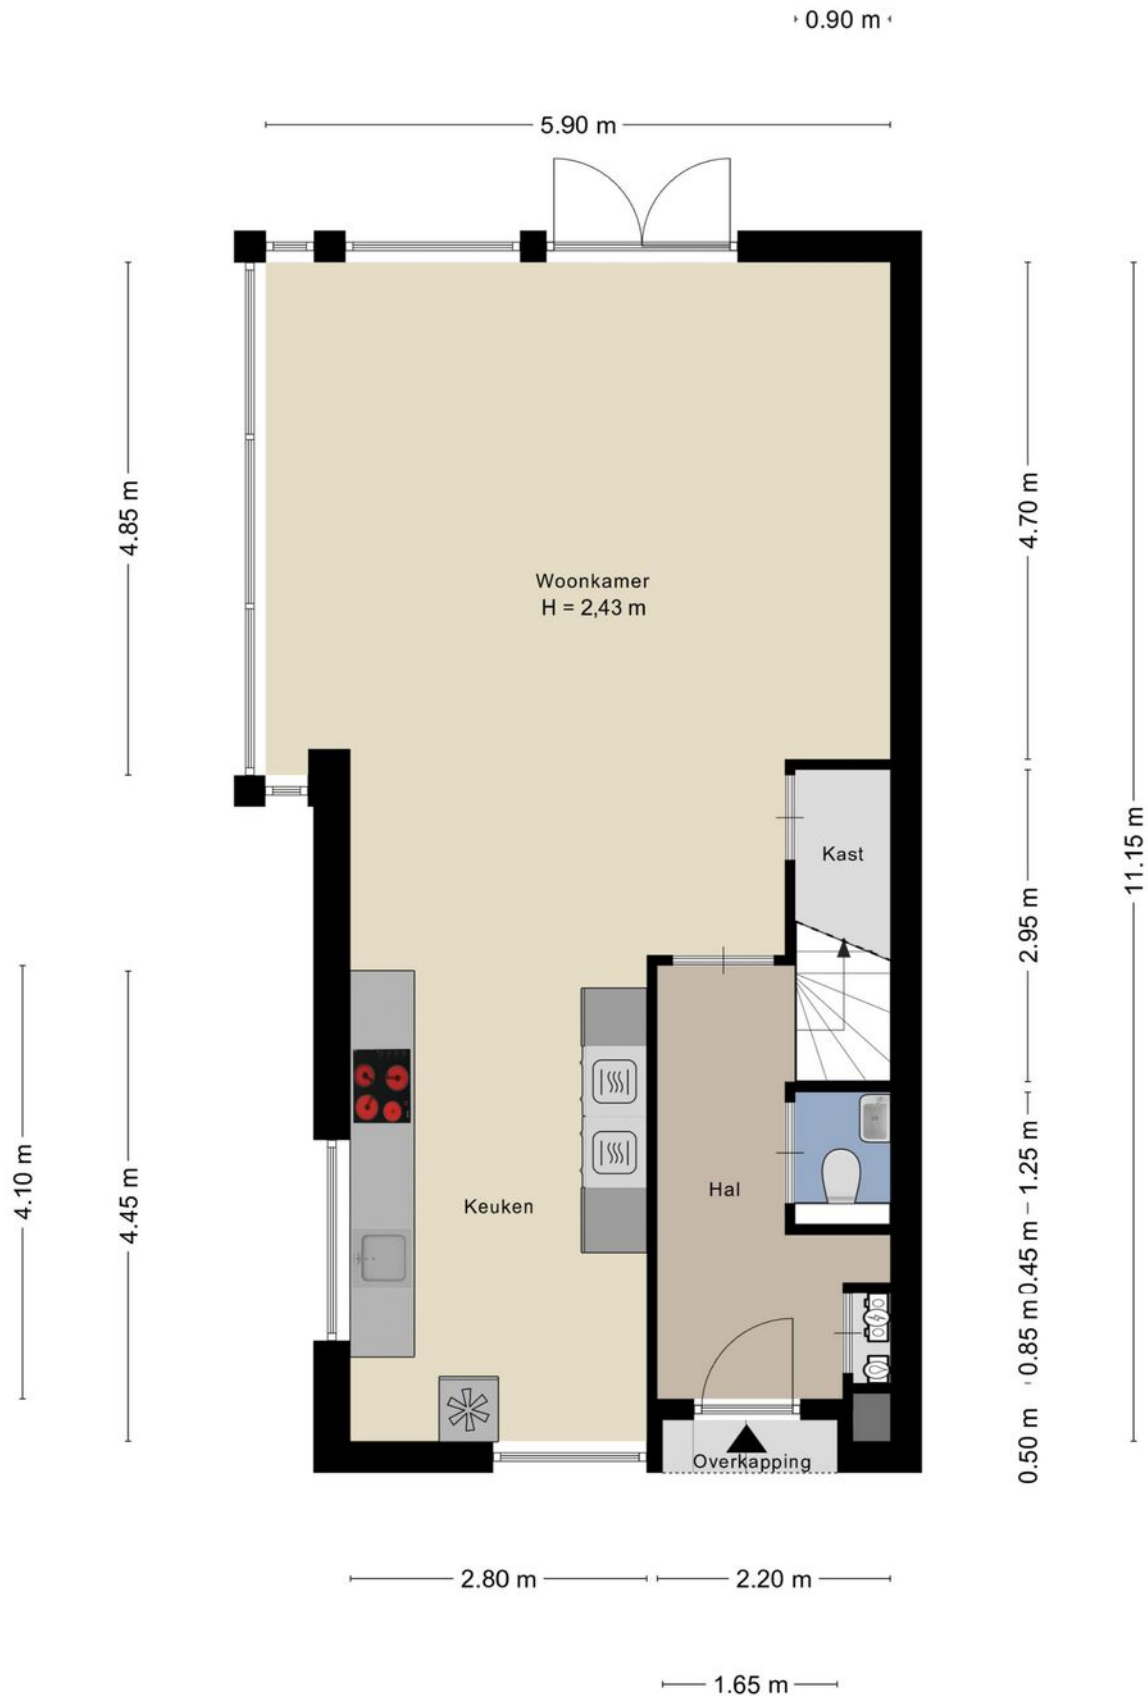 0.90 m
5.90 m
4.85 m
4.70 m
Woonkamer
H = 2,43 m
11.15 m
Kast
2.95 m
4.10 m
4.45 m
Keuken
Hal
1.25 m
0.45 m
0.85 m
0.50 m
Overkapping
2.80 m
2.20 m
1.65 m